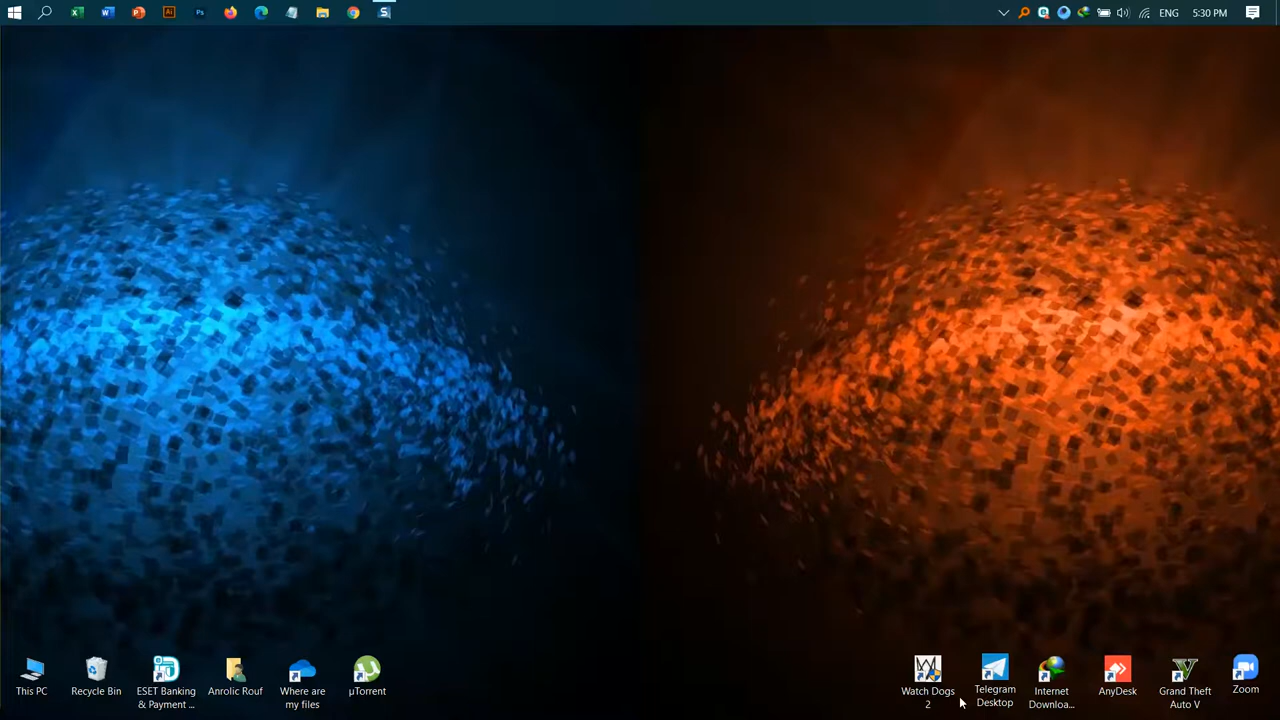 ENG
5:30 PM
This PC
Recycle Bin
ESET Banking
& Payment ...
Anrolic Rouf
Where are
my files
µTorrent
Watch Dogs
2
Telegram
Desktop
Internet
Downloa...
AnyDesk
Grand Theft
Auto V
Zoom